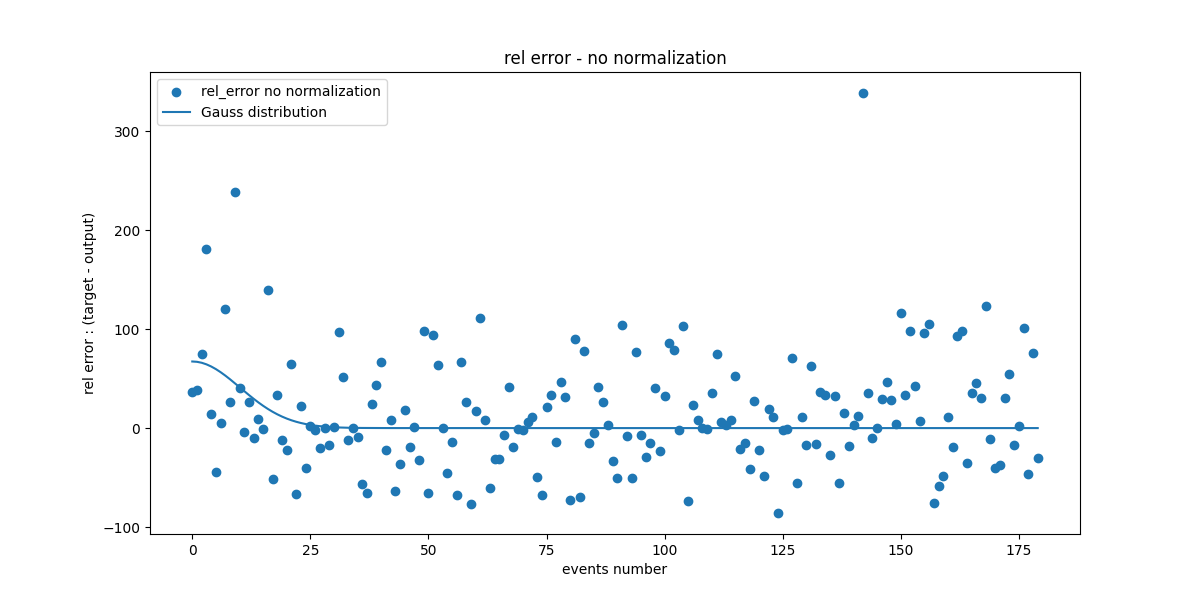 rel error - no normalization
rel_error no normalization
Gauss distribution
rel error : (target - output)
300
200
100
0
−100
0 25 50 75 100 125 150 175
events number